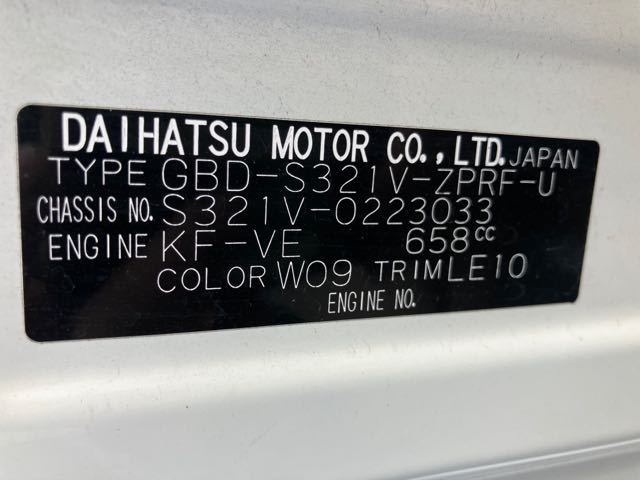 DAIHATSU MOTOR CO., LTD. JAPAN
TYPE GBD-S321V-ZPRF-U
CHASSIS NO. S321V-0223033
ENGINE KF-VE 658cc
COLOR W09 TRIM LE10
ENGINE NO.